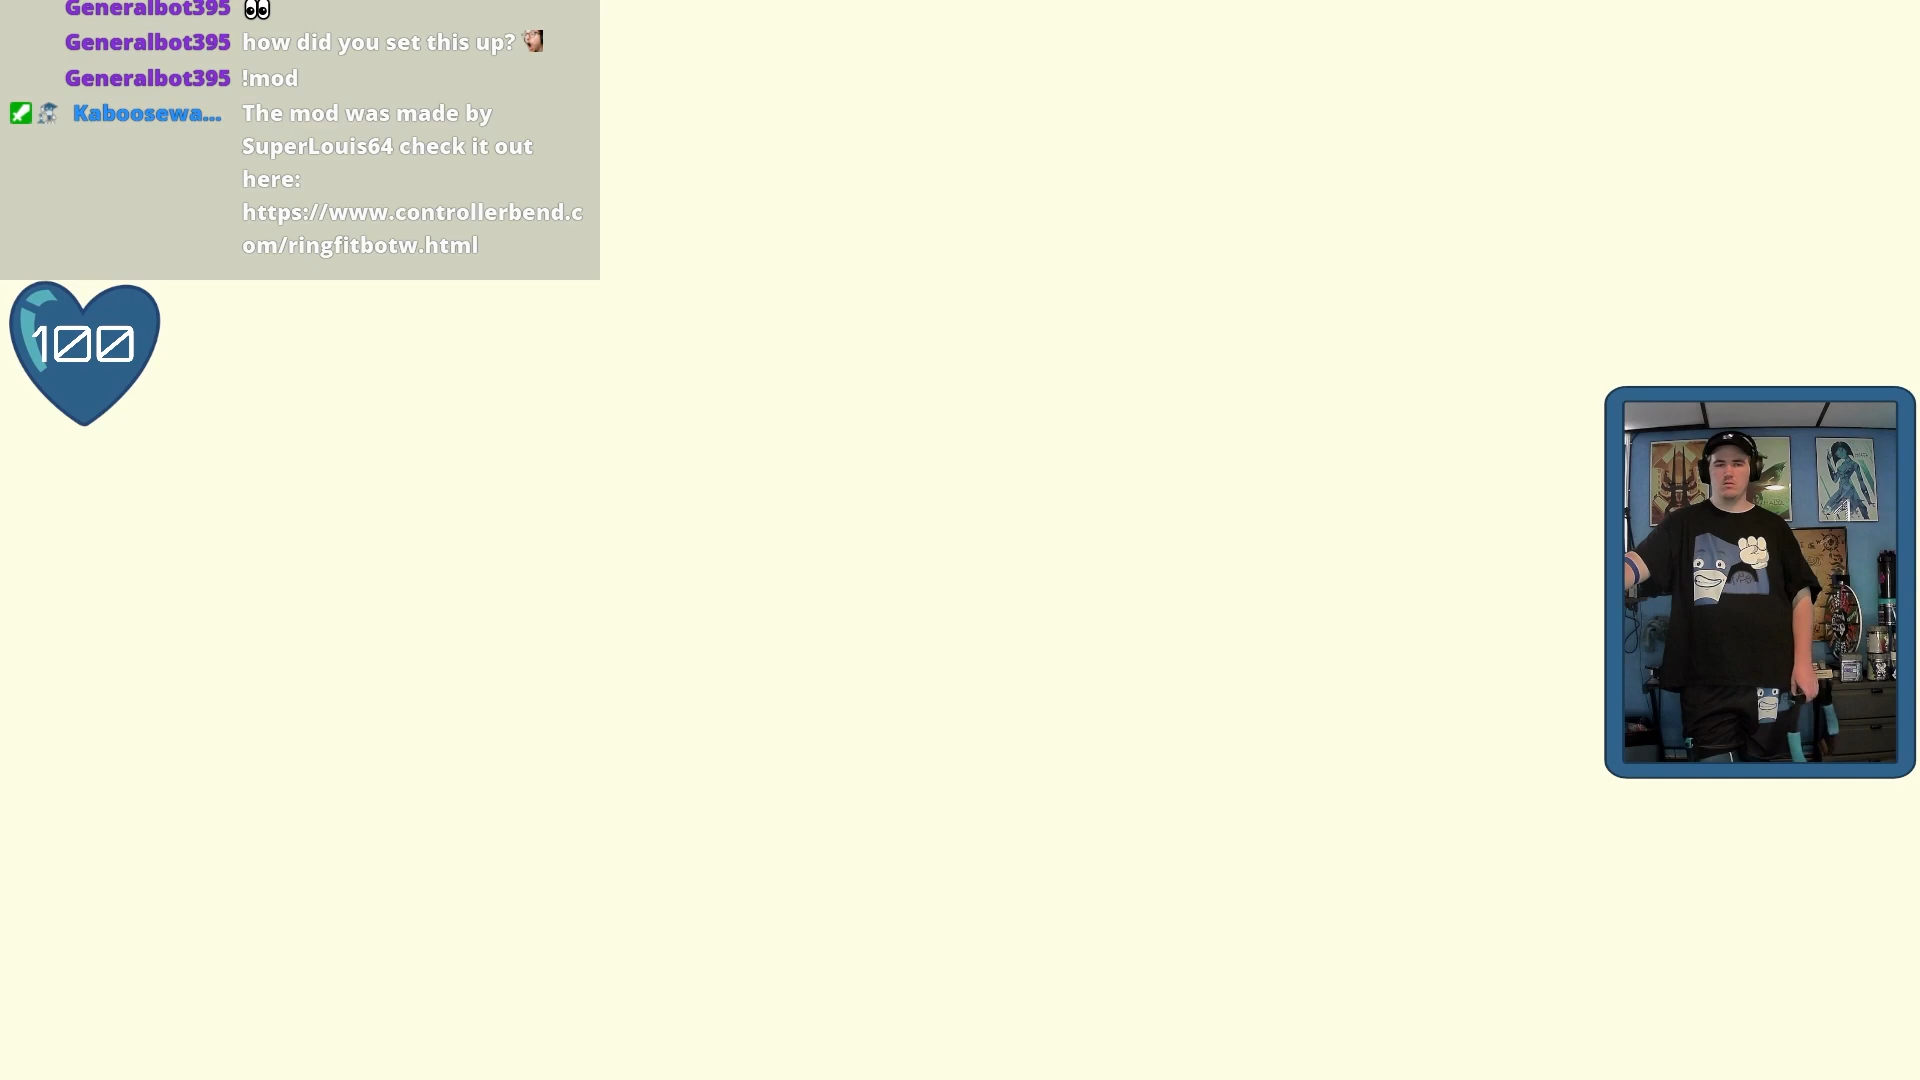 Generalbot395
Generalbot395 how did you set this up?
Generalbot395 !mod
Kaboosewa... The mod was made by
SuperLouis64 check it out
here:
https://www.controllerbend.c
om/ringfitbotw.html
100